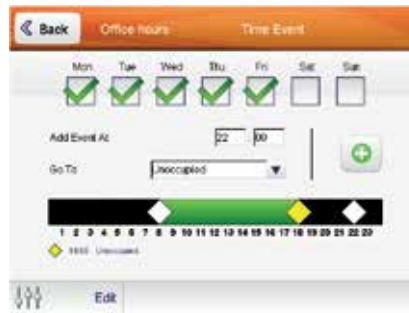 Back Office hours Time Event
Mon Tue Wed Thu Fri Sat Sun
Add Event At 22 : 00
Go To Unoccupied
1 2 3 4 5 6 7 8 9 10 11 12 13 14 15 16 17 18 19 20 21 22 23
Unoccupied
Edit